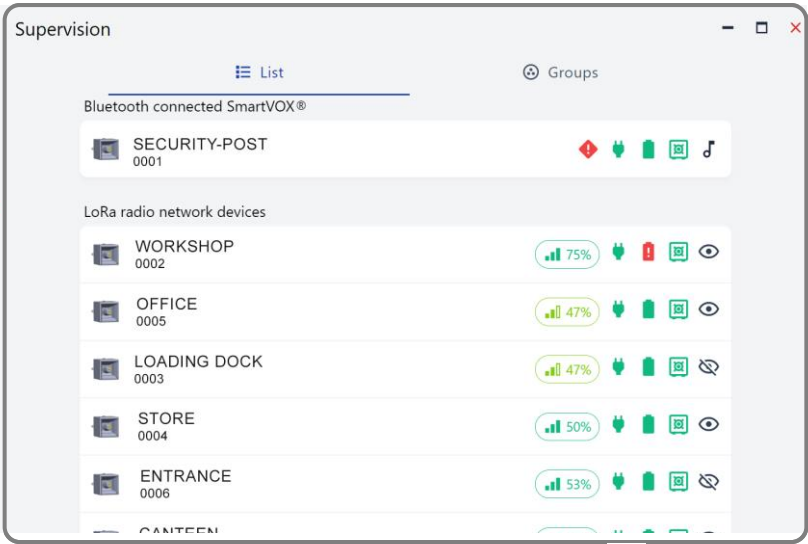 Supervision
List
Groups
Bluetooth connected SmartVOX®
SECURITY-POST
0001
LoRa radio network devices
WORKSHOP
0002
75%
OFFICE
0005
47%
LOADING DOCK
0003
47%
STORE
0004
50%
ENTRANCE
0006
53%
CANTEEN